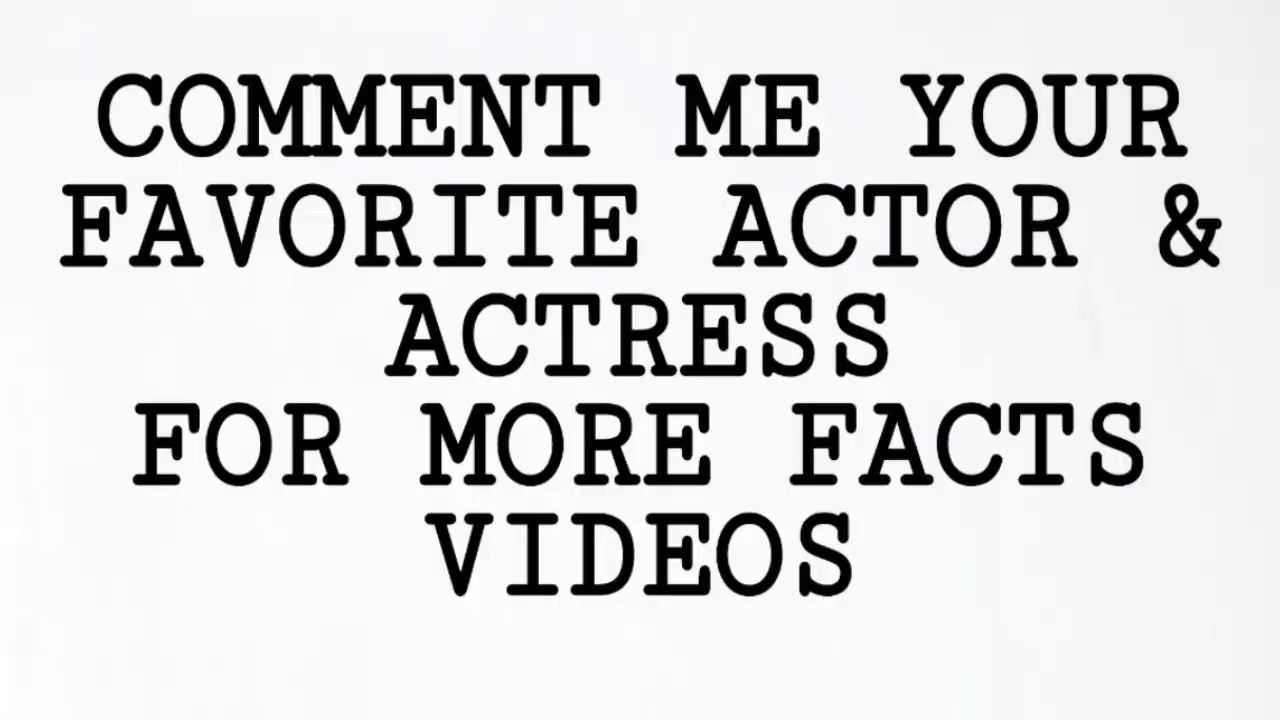 COMMENT ME YOUR
FAVORITE ACTOR &
ACTRESS
FOR MORE FACTS
VIDEOS